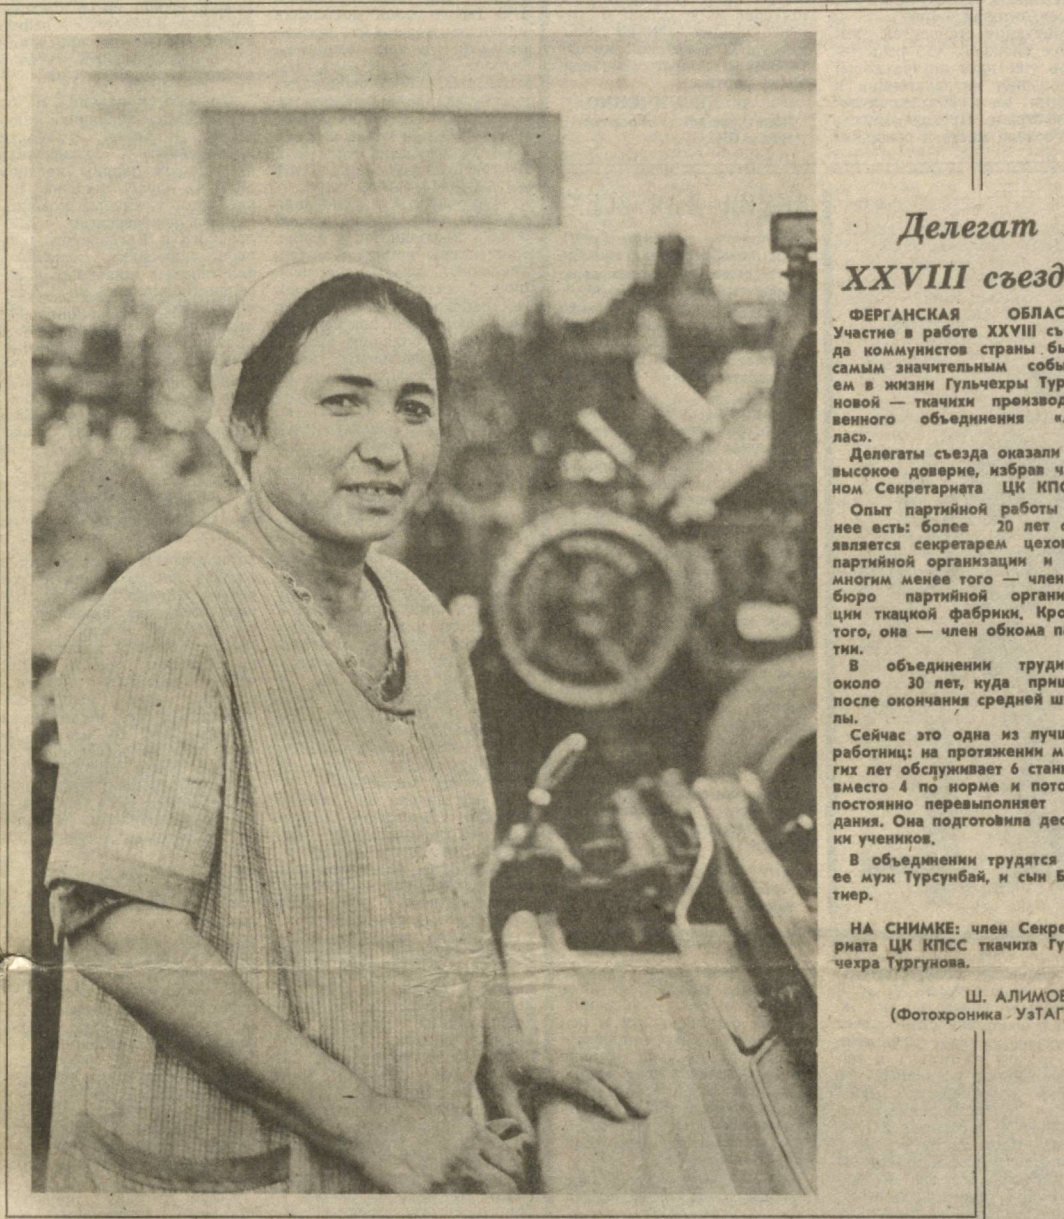 Делегат
XXVIII съезд
ФЕРГАНСКАЯ ОБЛАС
Участие в работе XXVIII съ
да коммунистов страны бы
самым значительным собы
ем в жизни Гульчехры Тур
новой — ткачихи производ
венного объединения
лас».
Делегаты съезда оказали
высокое доверие, избрав ч
ном Секретариата ЦК КПС
Опыт партийной работы
нее есть: более 20 лет о
является секретарем цехов
партийной организации и
многим менее того — член
бюро партийной органи
ции ткацкой фабрики. Кро
того, она — член обкома па
тии.
В объединении труди
около 30 лет, куда приш
после окончания средней ш
лы.
Сейчас это одна из лучш
работниц: на протяжении м
гих лет обслуживает 6 стан
вместо 4 по норме и пото
постоянно перевыполняет
дания. Она подготовила дес
ки учеников.
В объединении трудятся
ее муж Турсунбай, и сын Б
тиер.
НА СНИМКЕ: член Секре
риата ЦК КПСС ткачиха Гу
чехра Тургунова.
Ш. АЛИМОВ
(Фотохроника УзТАГ